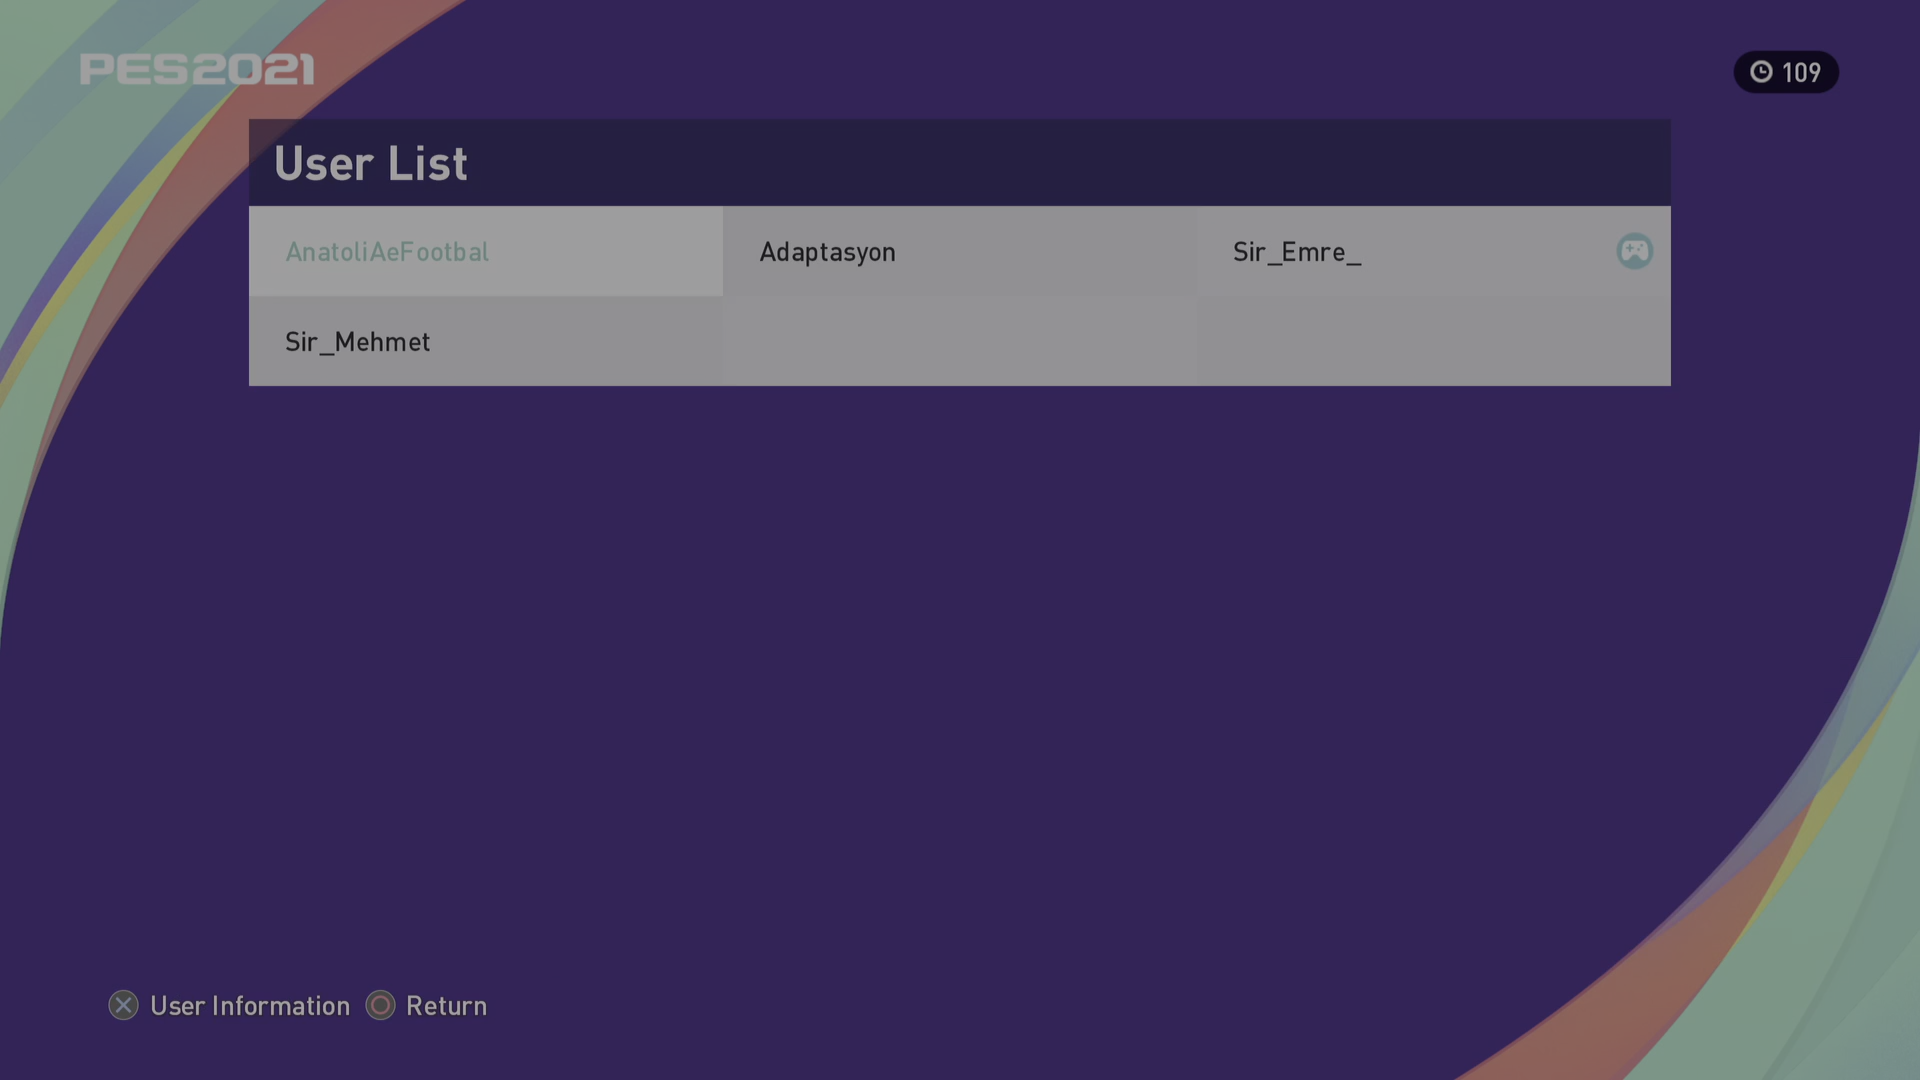 PES2021
109
User List
AnatoliAeFootbal Adaptasyon Sir_Emre_
Sir_Mehmet
User Information Return